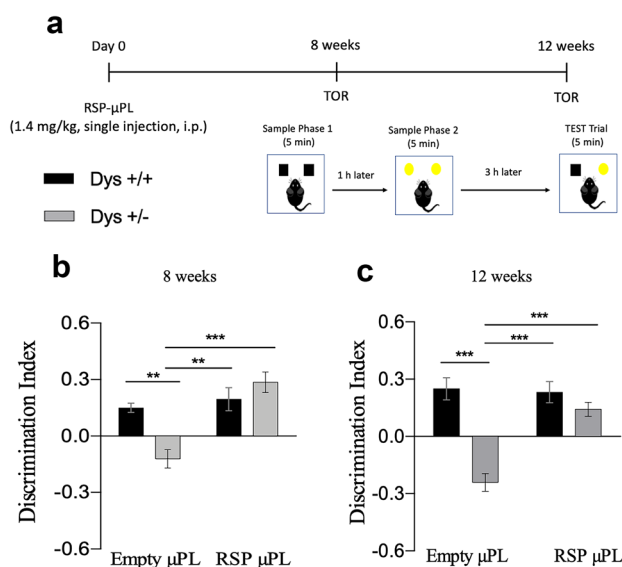 a
Day 0
8 weeks
12 weeks
TOR
TOR
RSP-µPL
(1.4 mg/kg, single injection, i.p.)
Sample Phase 1
(5 min)
Sample Phase 2
(5 min)
TEST Trial
(5 min)
1 h later
3 h later
Dys +/+
Dys +/-
b
8 weeks
Discrimination Index
0.6
0.3
0.0
-0.3
-0.6
***
**
**
Empty µPL
RSP µPL
c
12 weeks
Discrimination Index
0.6
0.3
0.0
-0.3
-0.6
***
***
***
Empty µPL
RSP µPL